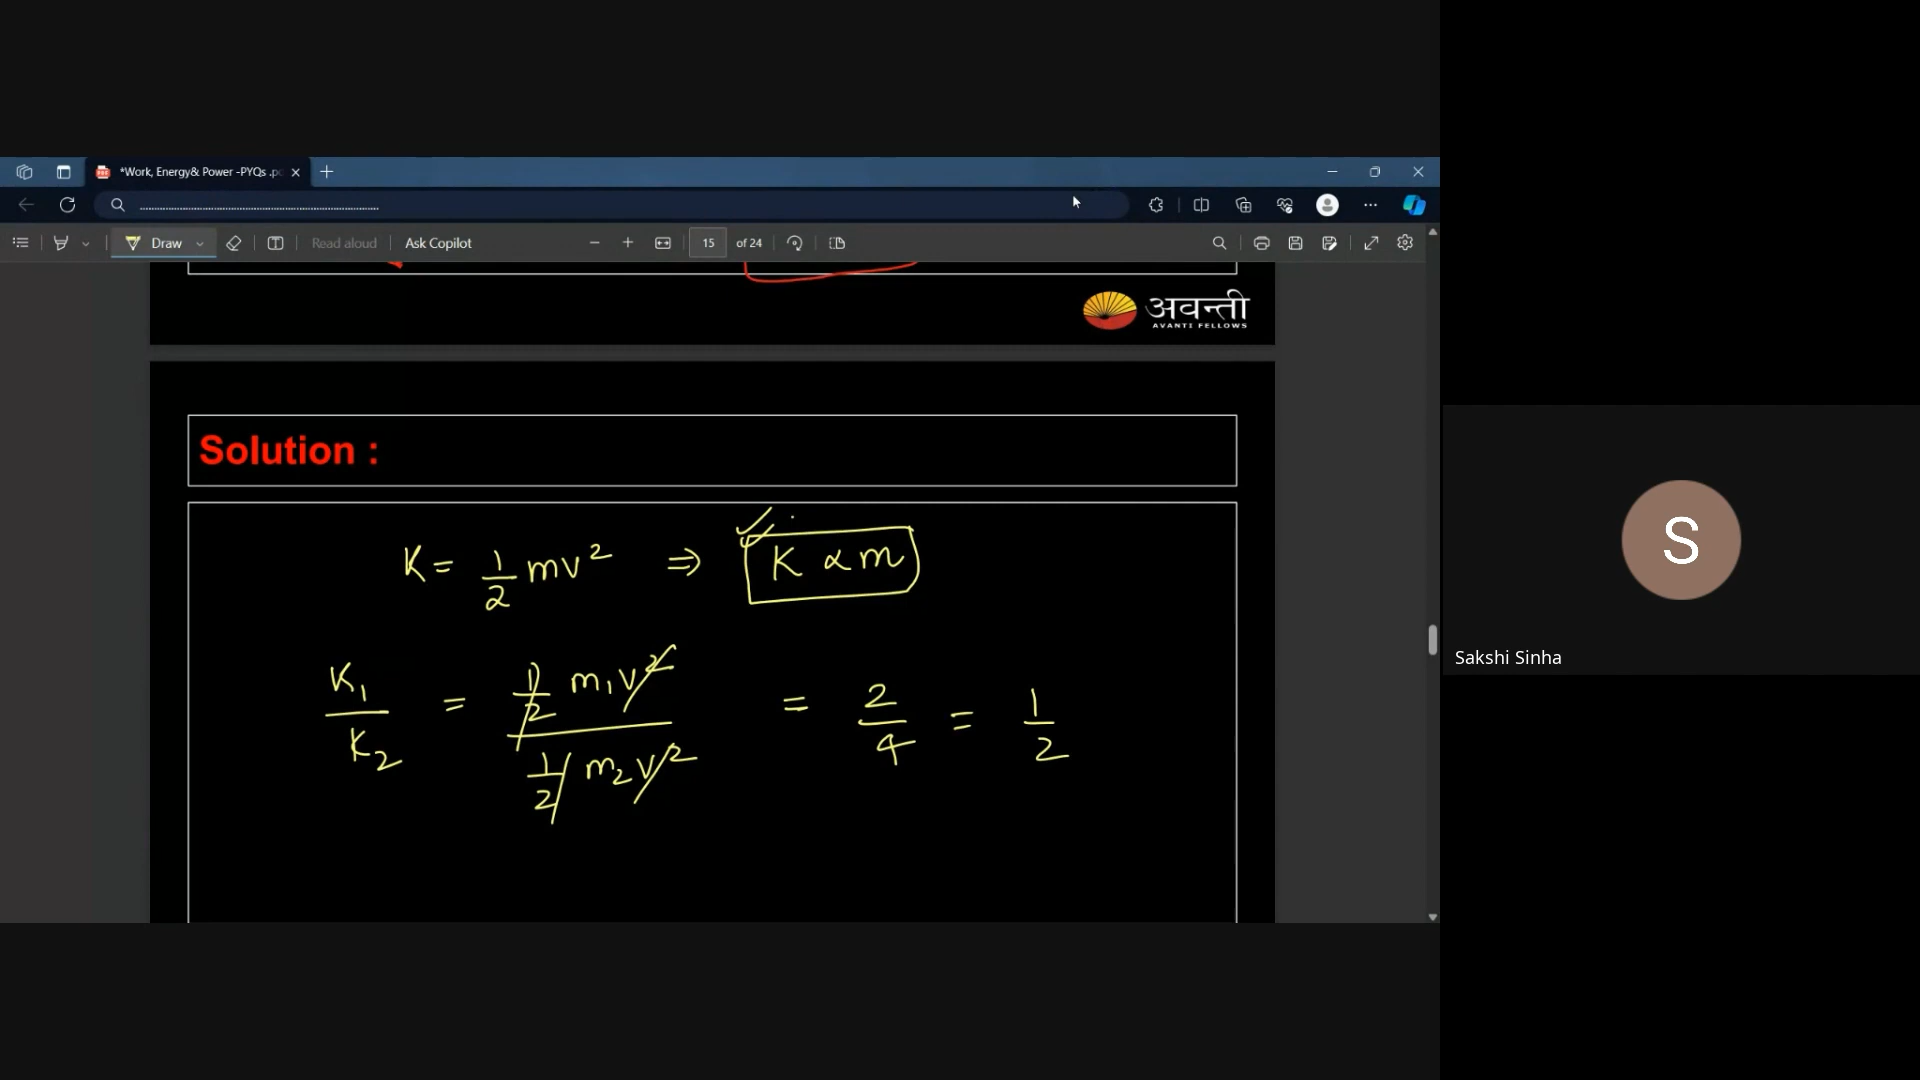 *Work, Energy& Power -PYQs .pd
Draw
Read aloud
Ask Copilot
15 of 24
अवन्ती
AVANTI FELLOWS
Solution :
K = 1/2 mv² ⇒ K ∝ m
K₁/K₂ = (1/2 m₁v²)/(1/2 m₂v²) = 2/4 = 1/2
S
Sakshi Sinha